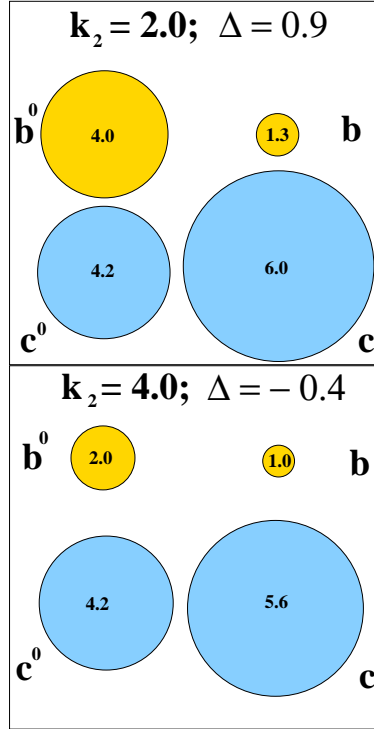 k₂ = 2.0; Δ = 0.9
b⁰ 4.0 1.3 b
4.2 6.0
c⁰ c
k₂ = 4.0; Δ = − 0.4
b⁰ 2.0 1.0 b
4.2 5.6
c⁰ c